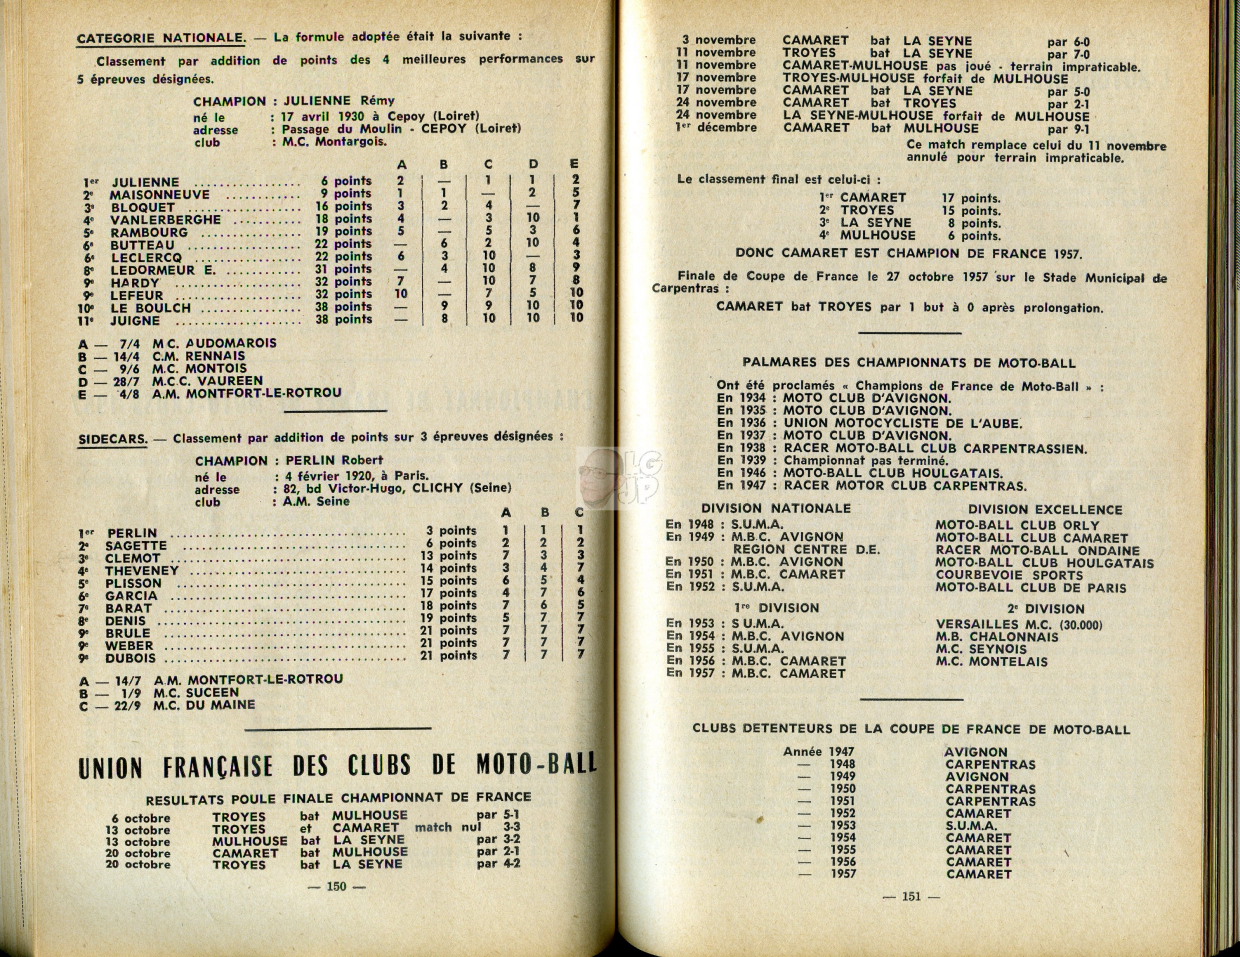 CATEGORIE NATIONALE. — La formule adoptée était la suivante :
Classement par addition de points des 4 meilleures performances sur
5 épreuves désignées.
CHAMPION : JULIENNE Rémy
né le : 17 avril 1930 à Cepoy (Loiret)
adresse : Passage du Moulin - CEPOY (Loiret)
club : M.C. Montargois.
A B C D E
1er JULIENNE ................ 6 points 2 — 1 1 2
2e MAISONNEUVE ............ 9 points 1 1 — 2 5
3e BLOQUET ................. 16 points 3 2 4 — 7
4e VANLERBERGHE ........... 18 points 4 — 3 10 1
5e RAMBOURG ............... 19 points 5 — 5 3 6
6e BUTTEAU ................. 22 points — 6 2 10 4
6e LECLERCQ ................ 22 points 6 3 10 — 3
8e LEDORMEUR E. ............ 31 points — 4 10 8 9
9e HARDY .................... 32 points 7 — 10 7 8
9e LEFEUR ................... 32 points 10 — 7 5 10
10e LE BOULCH ................ 38 points — 9 9 10 10
11e JUIGNE ................... 38 points — 8 10 10 10
A — 7/4 M.C. AUDOMAROIS
B — 14/4 C.M. RENNAIS
C — 9/6 M.C. MONTOIS
D — 28/7 M.C.C. VAUREEN
E — 4/8 A.M. MONTFORT-LE-ROTROU
SIDECARS. — Classement par addition de points sur 3 épreuves désignées :
CHAMPION : PERLIN Robert
né le : 4 février 1920, à Paris.
adresse : 82, bd Victor-Hugo, CLICHY (Seine)
club : A.M. Seine
A B C
1er PERLIN ..................................... 3 points 1 1 1
2e SAGETTE ................................... 6 points 2 2 2
3e CLEMOT .................................... 13 points 7 3 3
4e THEVENEY .................................. 14 points 3 4 7
5e PLISSON ................................... 15 points 6 5 4
6e GARCIA .................................... 17 points 4 7 6
7e BARAT ..................................... 18 points 7 6 5
8e DENIS ..................................... 19 points 5 7 7
9e BRULE ..................................... 21 points 7 7 7
9e WEBER ..................................... 21 points 7 7 7
9e DUBOIS .................................... 21 points 7 7 7
A — 14/7 A.M. MONTFORT-LE-ROTROU
B — 1/9 M.C. SUCEEN
C — 22/9 M.C. DU MAINE
UNION FRANÇAISE DES CLUBS DE MOTO-BALL
RESULTATS POULE FINALE CHAMPIONNAT DE FRANCE
6 octobre TROYES bat MULHOUSE par 5-1
13 octobre TROYES et CAMARET match nul 3-3
13 octobre MULHOUSE bat LA SEYNE par 3-2
20 octobre CAMARET bat MULHOUSE par 2-1
20 octobre TROYES bat LA SEYNE par 4-2
— 150 —
3 novembre CAMARET bat LA SEYNE par 6-0
11 novembre TROYES bat LA SEYNE par 7-0
11 novembre CAMARET-MULHOUSE pas joué - terrain impraticable.
17 novembre TROYES-MULHOUSE forfait de MULHOUSE
17 novembre CAMARET bat LA SEYNE par 5-0
24 novembre CAMARET bat TROYES par 2-1
24 novembre LA SEYNE-MULHOUSE forfait de MULHOUSE
1er décembre CAMARET bat MULHOUSE par 9-1
Ce match remplace celui du 11 novembre
annulé pour terrain impraticable.
Le classement final est celui-ci :
1er CAMARET 17 points.
2e TROYES 15 points.
3e LA SEYNE 8 points.
4e MULHOUSE 6 points.
DONC CAMARET EST CHAMPION DE FRANCE 1957.
Finale de Coupe de France le 27 octobre 1957 sur le Stade Municipal de
Carpentras :
CAMARET bat TROYES par 1 but à 0 après prolongation.
PALMARES DES CHAMPIONNATS DE MOTO-BALL
Ont été proclamés « Champions de France de Moto-Ball » :
En 1934 : MOTO CLUB D'AVIGNON.
En 1935 : MOTO CLUB D'AVIGNON.
En 1936 : UNION MOTOCYCLISTE DE L'AUBE.
En 1937 : MOTO CLUB D'AVIGNON.
En 1938 : RACER MOTO-BALL CLUB CARPENTRASSIEN.
En 1939 : Championnat pas terminé.
En 1946 : MOTO-BALL CLUB HOULGATAIS.
En 1947 : RACER MOTOR CLUB CARPENTRAS.
DIVISION NATIONALE DIVISION EXCELLENCE
En 1948 : S.U.M.A. MOTO-BALL CLUB ORLY
En 1949 : M.B.C. AVIGNON MOTO-BALL CLUB CAMARET
REGION CENTRE D.E. RACER MOTO-BALL ONDAINE
En 1950 : M.B.C. AVIGNON MOTO-BALL CLUB HOULGATAIS
En 1951 : M.B.C. CAMARET COURBEVOIE SPORTS
En 1952 : S.U.M.A. MOTO-BALL CLUB DE PARIS
1re DIVISION 2e DIVISION
En 1953 : S U.M.A. VERSAILLES M.C. (30.000)
En 1954 : M.B.C. AVIGNON M.B. CHALONNAIS
En 1955 : S.U.M.A. M.C. SEYNOIS
En 1956 : M.B.C. CAMARET M.C. MONTELAIS
En 1957 : M.B.C. CAMARET
CLUBS DETENTEURS DE LA COUPE DE FRANCE DE MOTO-BALL
Année 1947 AVIGNON
— 1948 CARPENTRAS
— 1949 AVIGNON
— 1950 CARPENTRAS
— 1951 CARPENTRAS
— 1952 CAMARET
— 1953 S.U.M.A.
— 1954 CAMARET
— 1955 CAMARET
— 1956 CAMARET
— 1957 CAMARET
— 151 —
LG
JP